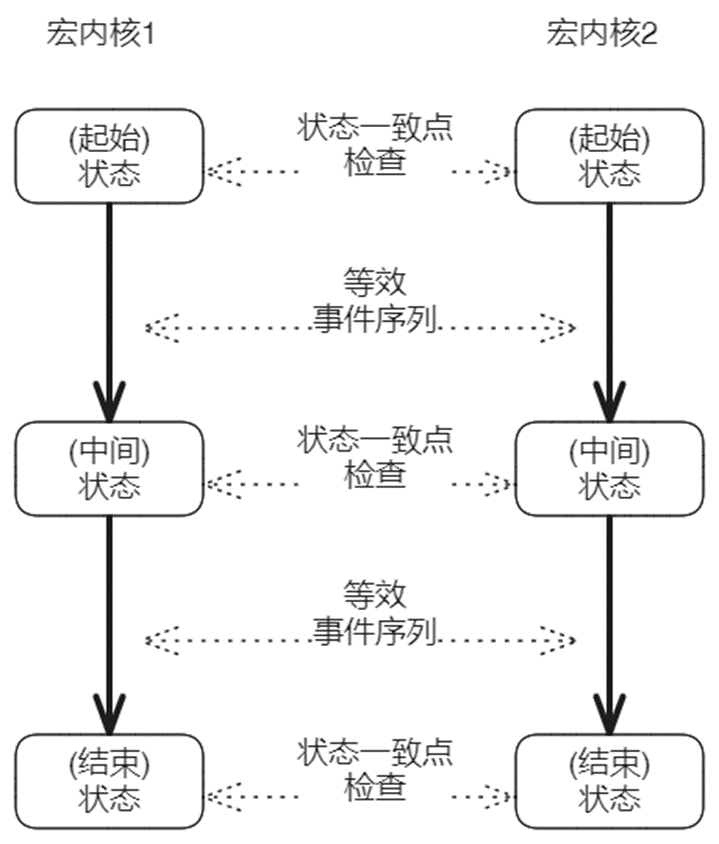 宏内核1
宏内核2
(起始)
状态
状态一致点
检查
(起始)
状态
等效
事件序列
(中间)
状态
状态一致点
检查
(中间)
状态
等效
事件序列
(结束)
状态
状态一致点
检查
(结束)
状态